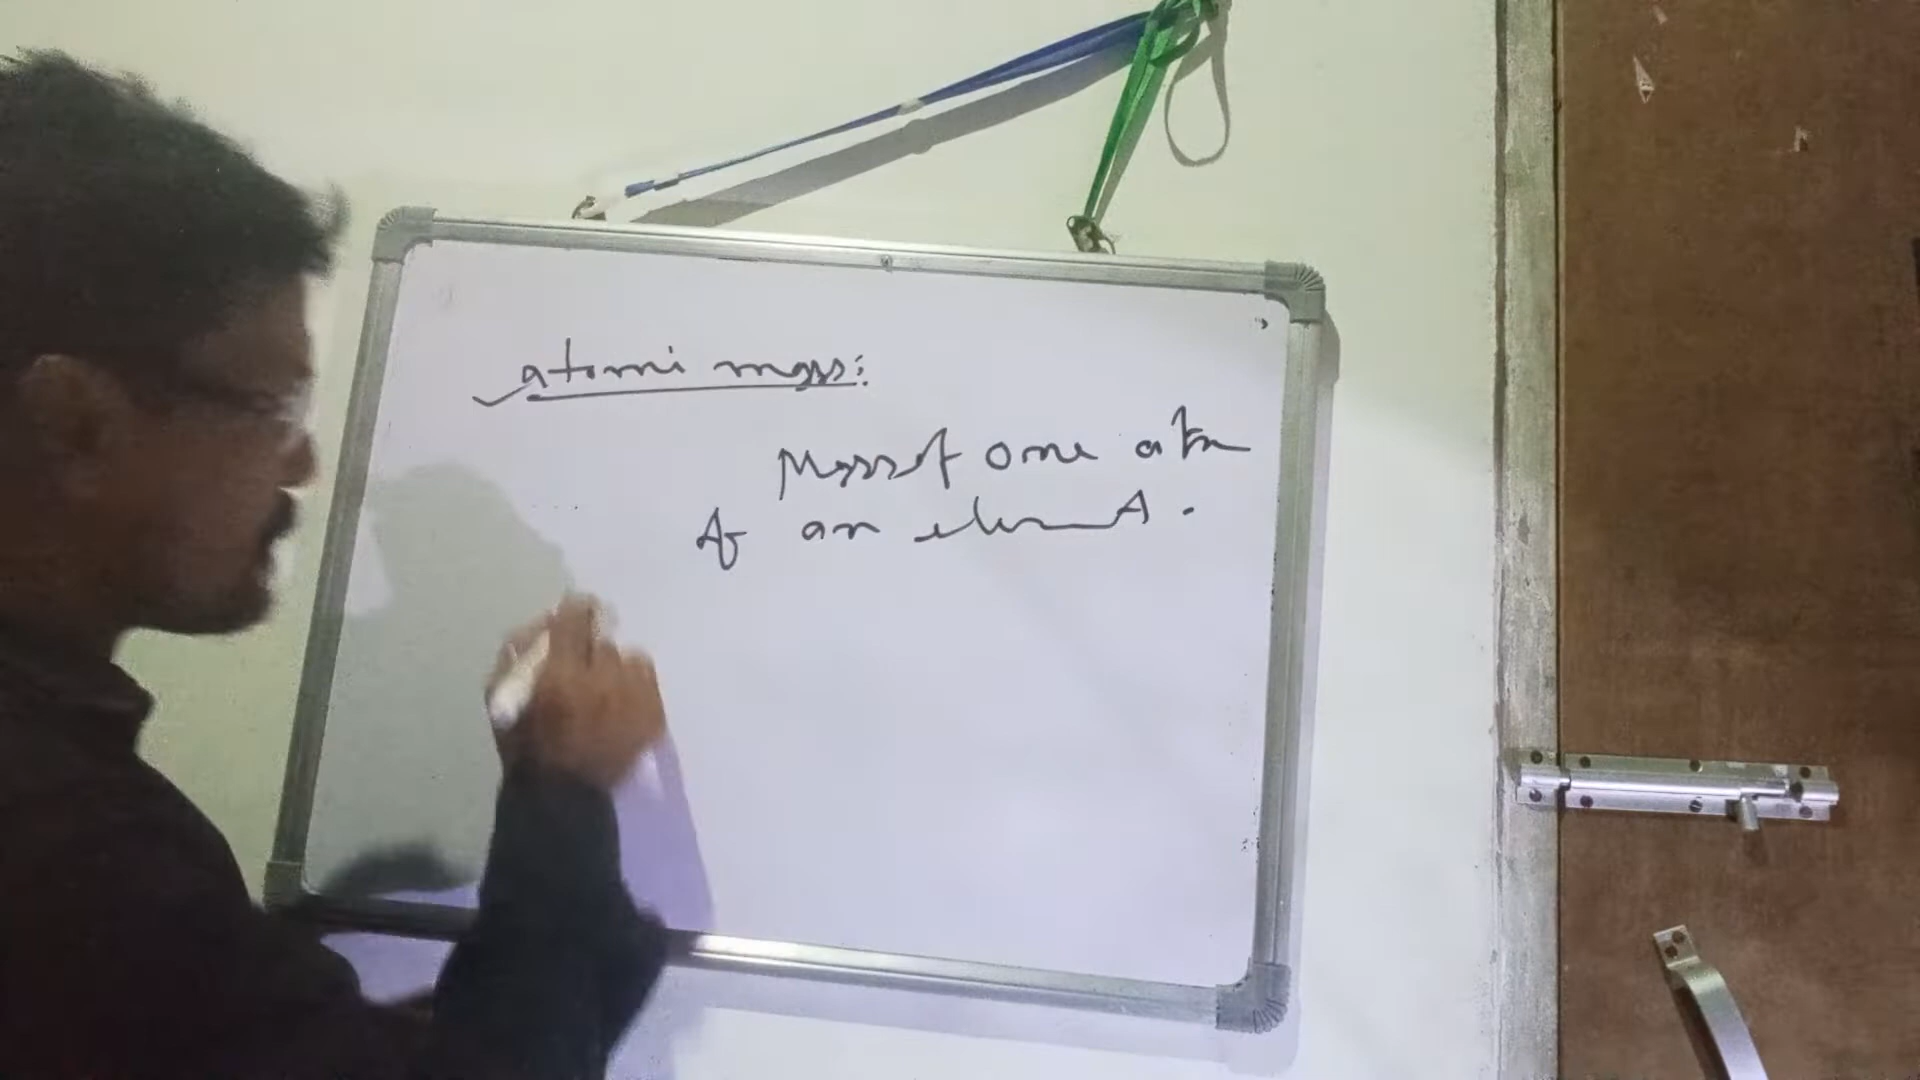 atomi mass:
Mass of one atom
of an element.